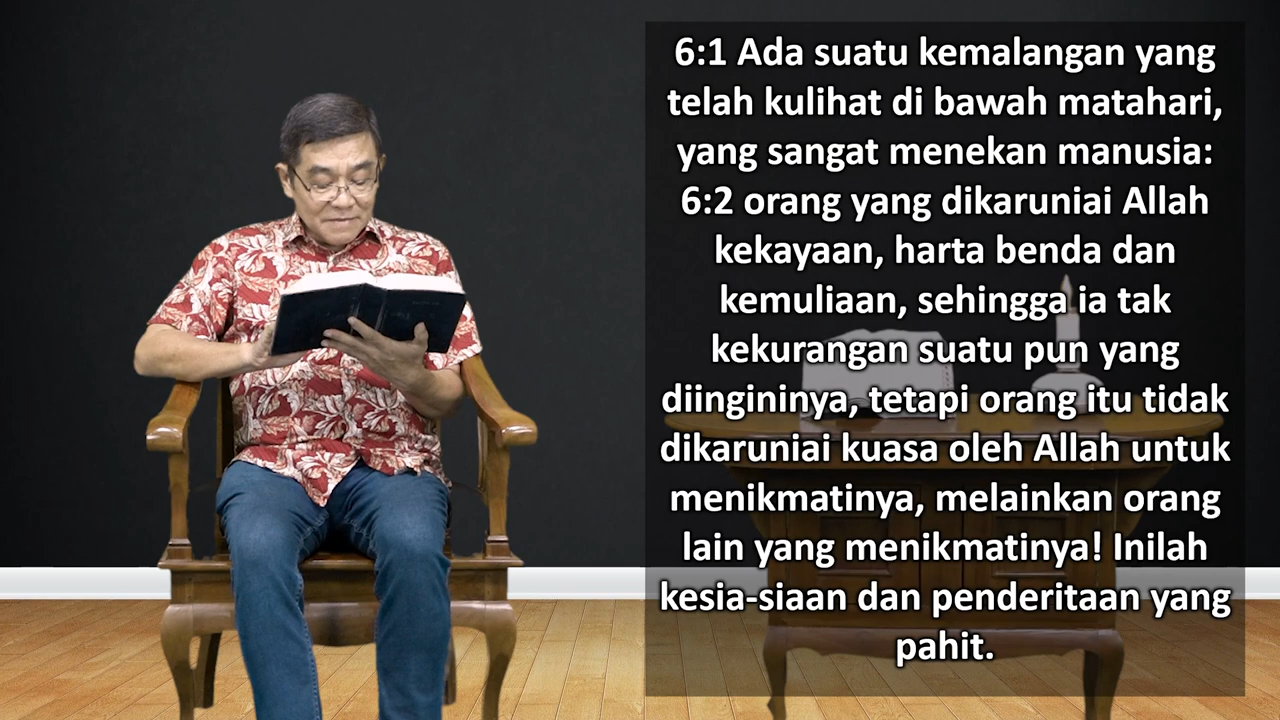 6:1 Ada suatu kemalangan yang
telah kulihat di bawah matahari,
yang sangat menekan manusia:
6:2 orang yang dikaruniai Allah
kekayaan, harta benda dan
kemuliaan, sehingga ia tak
kekurangan suatu pun yang
diingininya, tetapi orang itu tidak
dikaruniai kuasa oleh Allah untuk
menikmatinya, melainkan orang
lain yang menikmatinya! Inilah
kesia-siaan dan penderitaan yang
pahit.